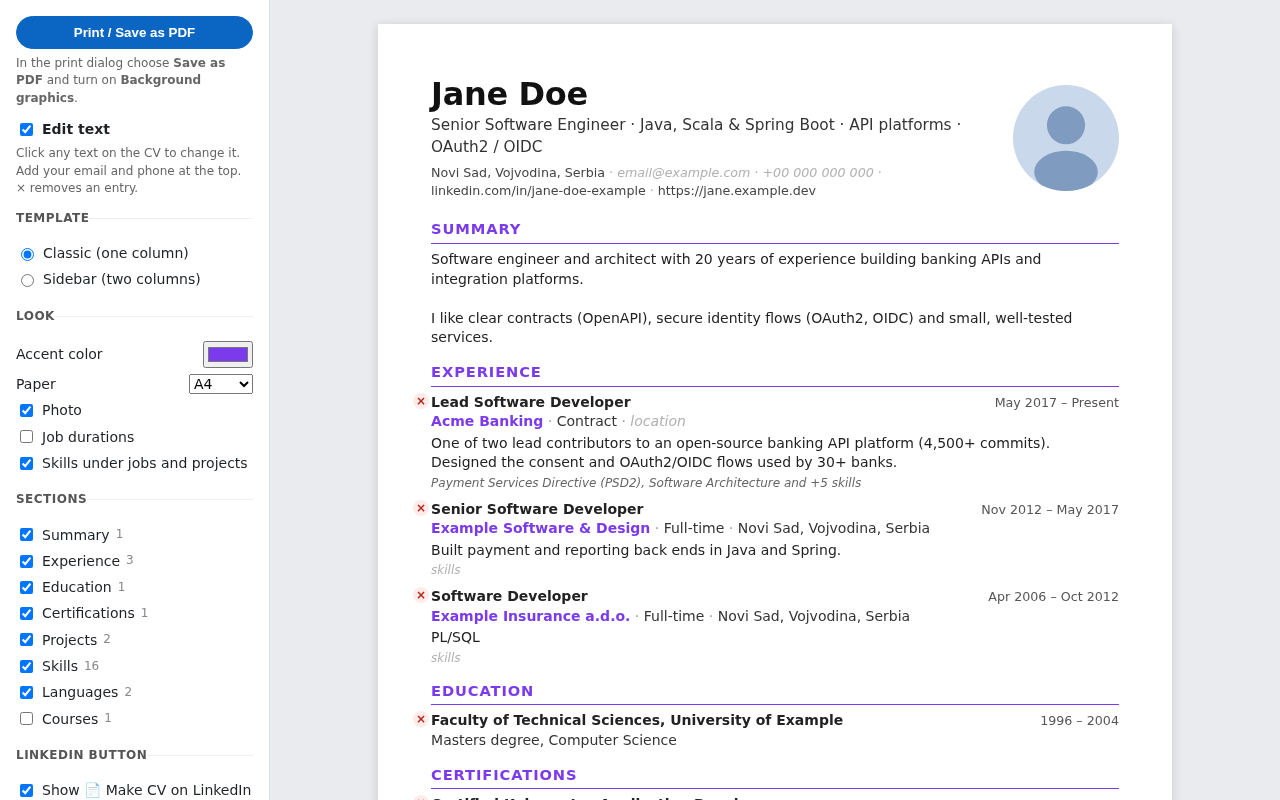 Print / Save as PDF
In the print dialog choose Save as
PDF and turn on Background
graphics.
Edit text
Click any text on the CV to change it.
Add your email and phone at the top.
× removes an entry.
TEMPLATE
Classic (one column)
Sidebar (two columns)
LOOK
Accent color
Paper A4
Photo
Job durations
Skills under jobs and projects
SECTIONS
Summary 1
Experience 3
Education 1
Certifications 1
Projects 2
Skills 16
Languages 2
Courses 1
LINKEDIN BUTTON
Show 📄 Make CV on LinkedIn
Jane Doe
Senior Software Engineer · Java, Scala & Spring Boot · API platforms ·
OAuth2 / OIDC
Novi Sad, Vojvodina, Serbia · email@example.com · +00 000 000 000 ·
linkedin.com/in/jane-doe-example · https://jane.example.dev
SUMMARY
Software engineer and architect with 20 years of experience building banking APIs and
integration platforms.
I like clear contracts (OpenAPI), secure identity flows (OAuth2, OIDC) and small, well-tested
services.
EXPERIENCE
× Lead Software Developer May 2017 – Present
Acme Banking · Contract · location
One of two lead contributors to an open-source banking API platform (4,500+ commits).
Designed the consent and OAuth2/OIDC flows used by 30+ banks.
Payment Services Directive (PSD2), Software Architecture and +5 skills
× Senior Software Developer Nov 2012 – May 2017
Example Software & Design · Full-time · Novi Sad, Vojvodina, Serbia
Built payment and reporting back ends in Java and Spring.
skills
× Software Developer Apr 2006 – Oct 2012
Example Insurance a.d.o. · Full-time · Novi Sad, Vojvodina, Serbia
PL/SQL
skills
EDUCATION
× Faculty of Technical Sciences, University of Example 1996 – 2004
Masters degree, Computer Science
CERTIFICATIONS